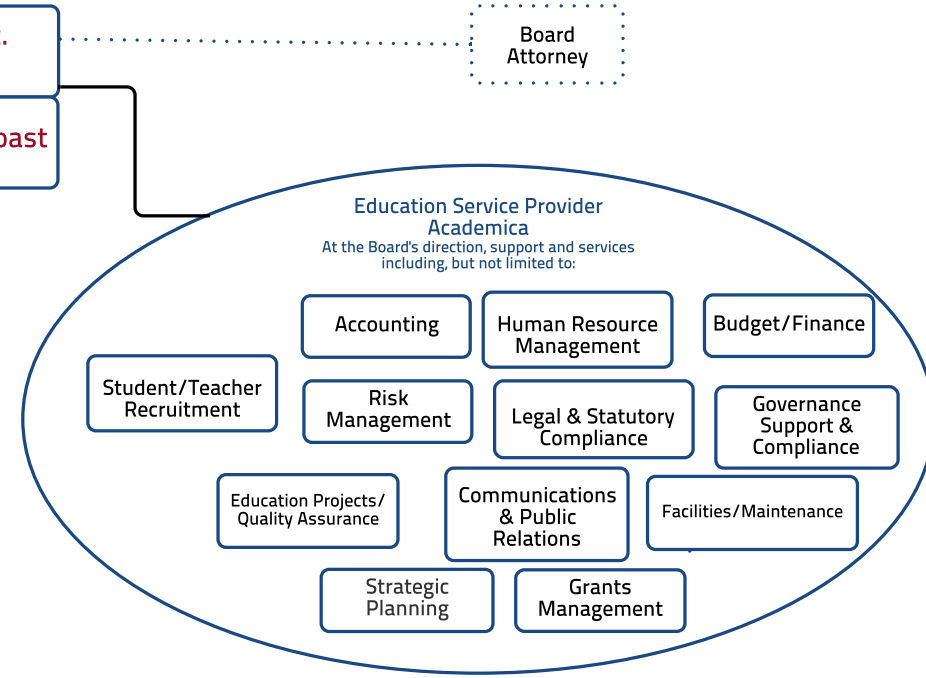 Board
Attorney
Education Service Provider
Academica
At the Board's direction, support and services
including, but not limited to:
Accounting
Human Resource
Management
Budget/Finance
Student/Teacher
Recruitment
Risk
Management
Legal & Statutory
Compliance
Governance
Support &
Compliance
Education Projects/
Quality Assurance
Communications
& Public
Relations
Facilities/Maintenance
Strategic
Planning
Grants
Management